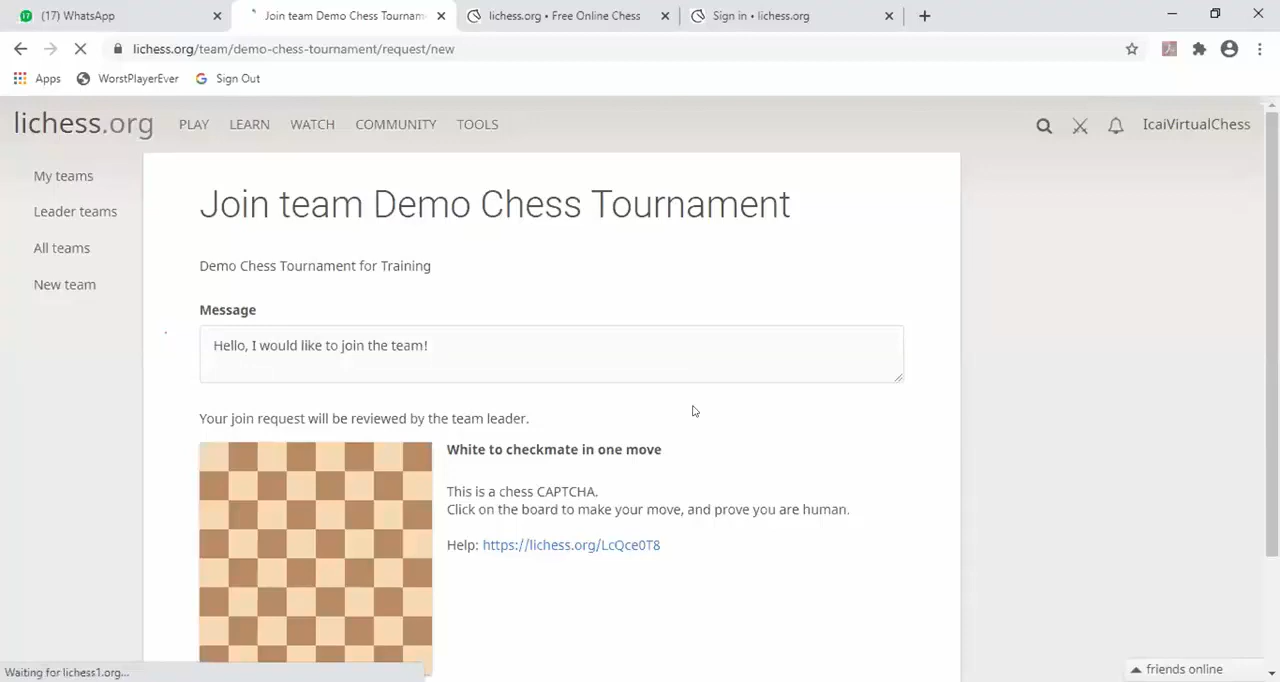 (17) WhatsApp
Join team Demo Chess Tournam
lichess.org • Free Online Chess
Sign in • lichess.org
lichess.org/team/demo-chess-tournament/request/new
Apps
WorstPlayerEver
Sign Out
lichess.org
PLAY
LEARN
WATCH
COMMUNITY
TOOLS
IcaiVirtualChess
My teams
Leader teams
All teams
New team
Join team Demo Chess Tournament
Demo Chess Tournament for Training
Message
Hello, I would like to join the team!
Your join request will be reviewed by the team leader.
White to checkmate in one move
This is a chess CAPTCHA.
Click on the board to make your move, and prove you are human.
Help: https://lichess.org/LcQce0T8
Waiting for lichess1.org...
friends online